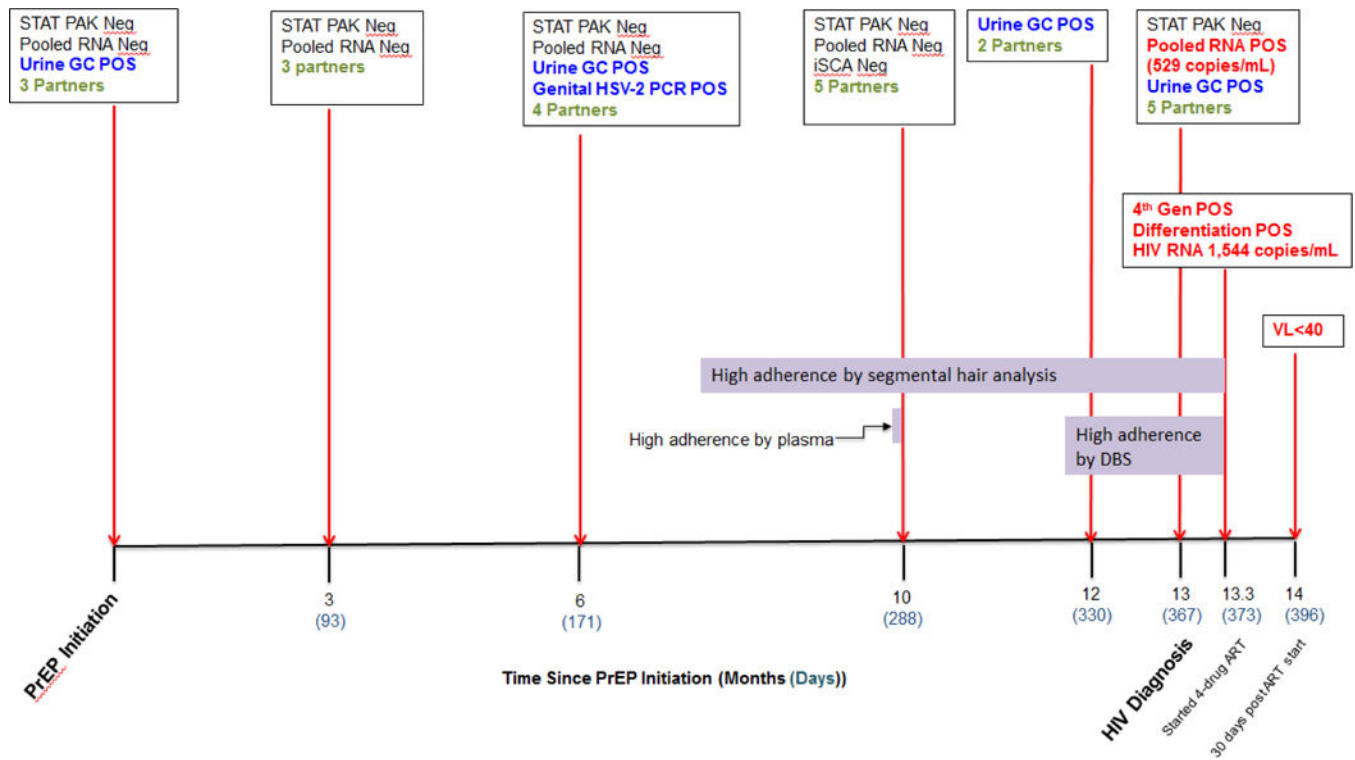 STAT PAK Neg
Pooled RNA Neg
Urine GC POS
3 Partners
STAT PAK Neg
Pooled RNA Neg
3 partners
STAT PAK Neg
Pooled RNA Neg
Urine GC POS
Genital HSV-2 PCR POS
4 Partners
STAT PAK Neg
Pooled RNA Neg
iSCA Neg
5 Partners
Urine GC POS
2 Partners
STAT PAK Neg
Pooled RNA POS
(529 copies/mL)
Urine GC POS
5 Partners
4th Gen POS
Differentiation POS
HIV RNA 1,544 copies/mL
VL<40
High adherence by segmental hair analysis
High adherence by plasma
High adherence
by DBS
PrEP Initiation
3
(93)
6
(171)
10
(288)
12
(330)
13
(367)
13.3
(373)
14
(396)
HIV Diagnosis
Started 4-drug ART
30 days post ART start
Time Since PrEP Initiation (Months (Days))